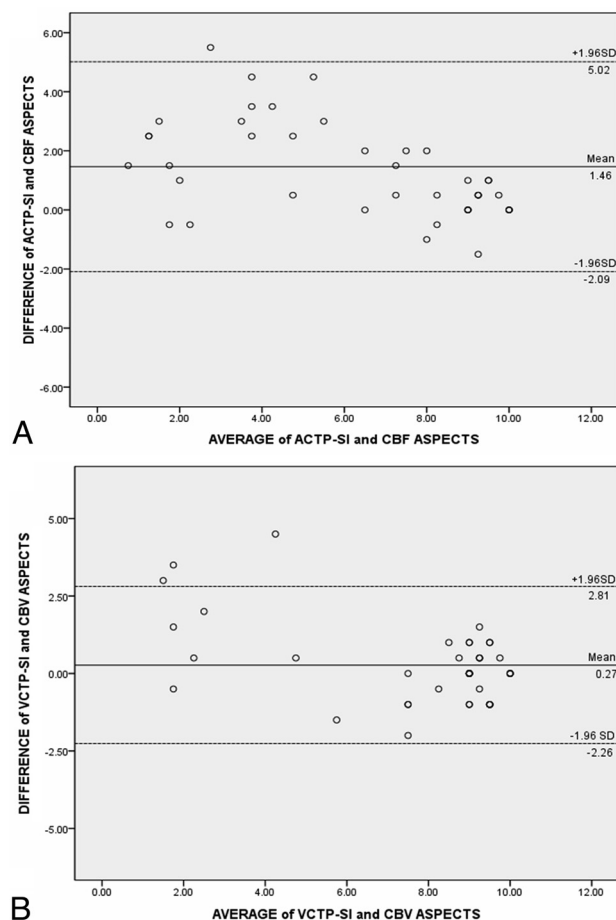 6.00
+1.96SD
5.02
4.00
2.00
Mean
1.46
0.00
-1.96SD
-2.00
-2.09
-4.00
-6.00
DIFFERENCE of ACTP-SI and CBF ASPECTS
0.00 2.00 4.00 6.00 8.00 10.00 12.00
A
AVERAGE of ACTP-SI and CBF ASPECTS
5.00
+1.96SD
2.81
2.50
Mean
0.27
0.00
-1.96 SD
-2.26
-2.50
-5.00
DIFFERENCE of VCTP-SI and CBV ASPECTS
0.00 2.00 4.00 6.00 8.00 10.00 12.00
B
AVERAGE of VCTP-SI and CBV ASPECTS